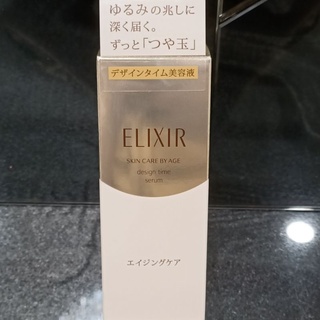 ゆるみの兆しに
深く届く。
ずっと「つや玉」
デザインタイム美容液
ELIXIR
SKIN CARE BY AGE
design time
serum
エイジングケア